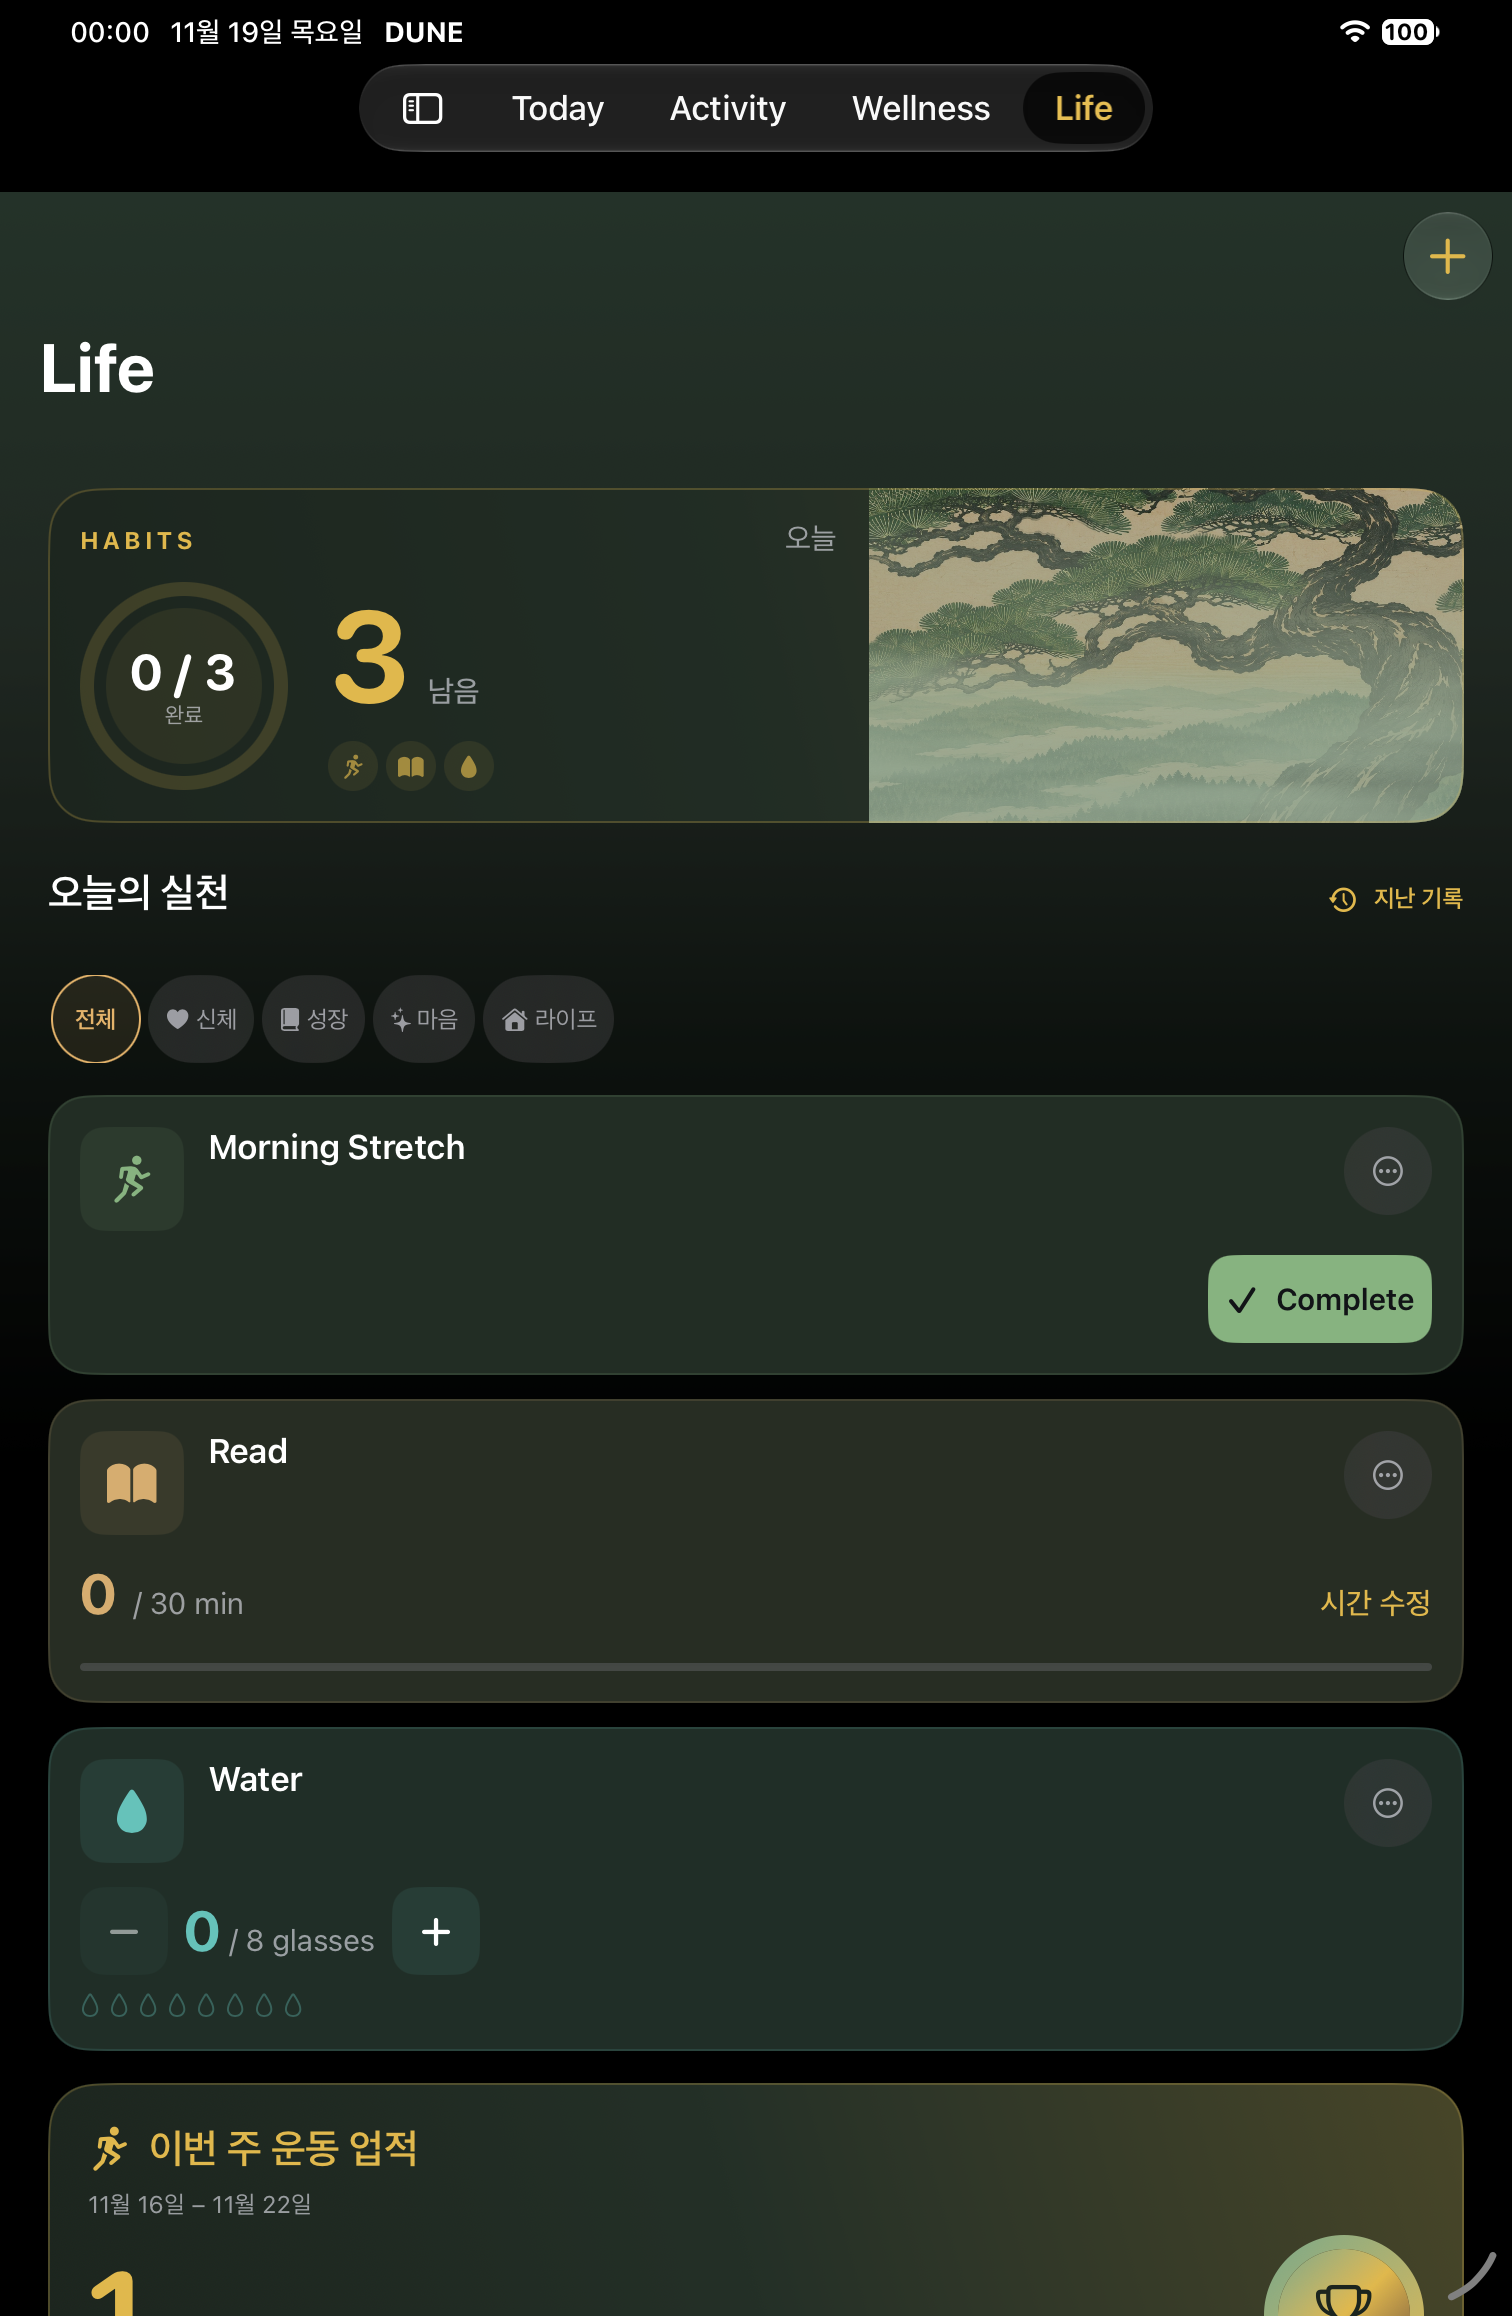 00:00 11월 19일 목요일 DUNE 100
Today Activity Wellness Life
Life
HABITS 오늘
0 / 3
완료
3 남음
오늘의 실천 지난 기록
전체 신체 성장 마음 라이프
Morning Stretch
Complete
Read
0 / 30 min 시간 수정
Water
0 / 8 glasses
이번 주 운동 업적
11월 16일 – 11월 22일
1